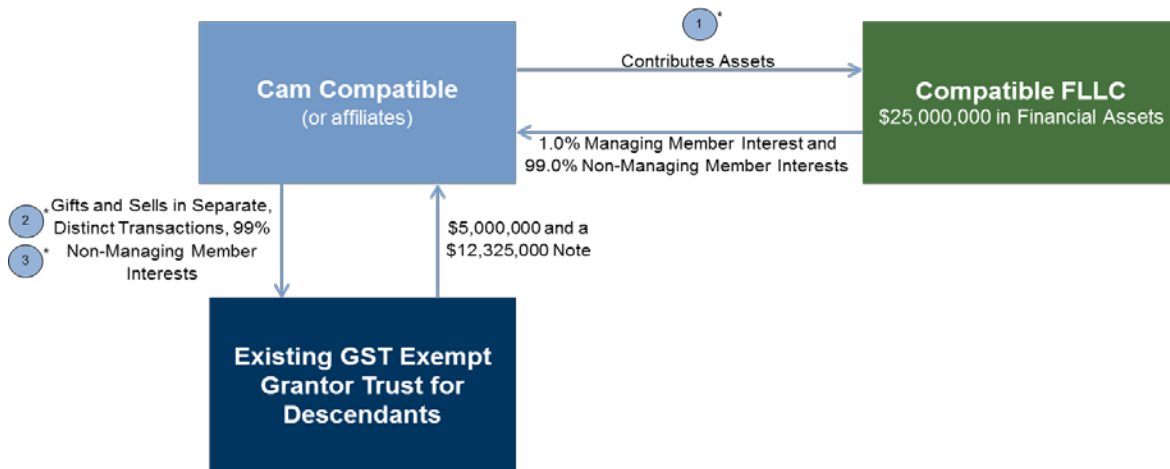 1 *
Contributes Assets
Cam Compatible
(or affiliates)
Compatible FLLC
$25,000,000 in Financial Assets
1.0% Managing Member Interest and
99.0% Non-Managing Member Interests
2 *
3 *
Gifts and Sells in Separate,
Distinct Transactions, 99%
Non-Managing Member
Interests
$5,000,000 and a
$12,325,000 Note
Existing GST Exempt
Grantor Trust for
Descendants